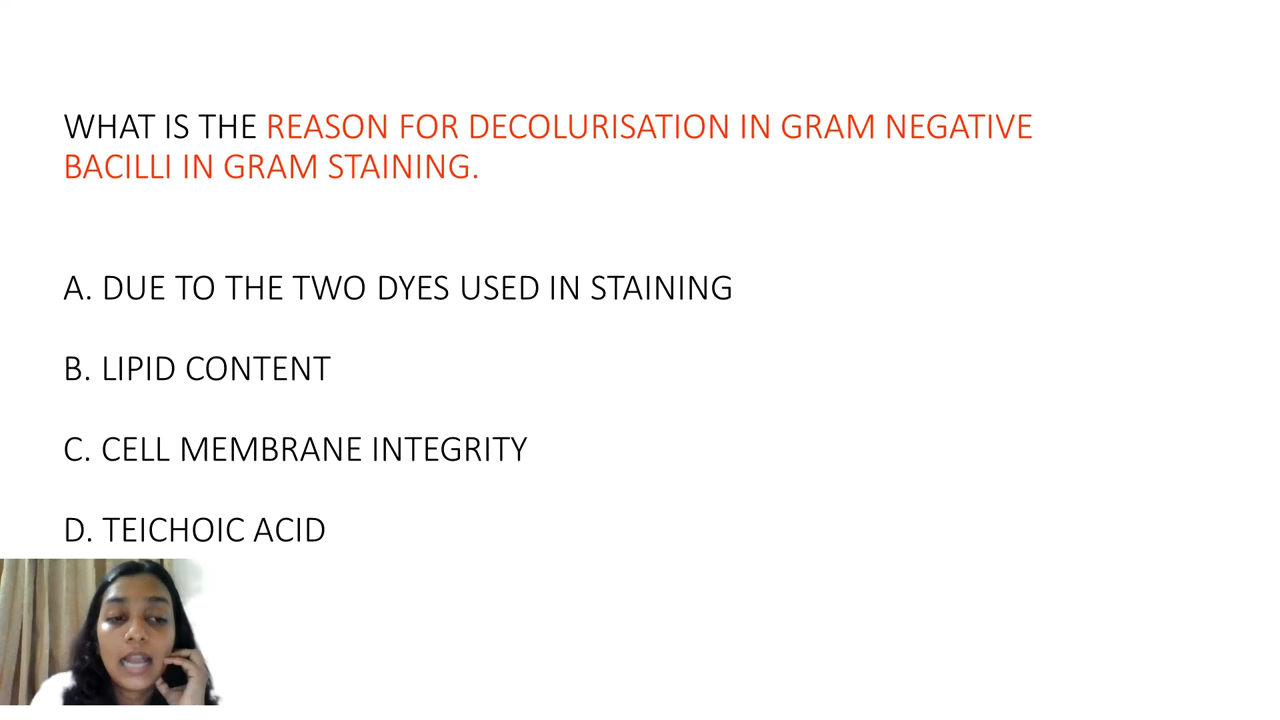 WHAT IS THE REASON FOR DECOLURISATION IN GRAM NEGATIVE
BACILLI IN GRAM STAINING.
A. DUE TO THE TWO DYES USED IN STAINING
B. LIPID CONTENT
C. CELL MEMBRANE INTEGRITY
D. TEICHOIC ACID